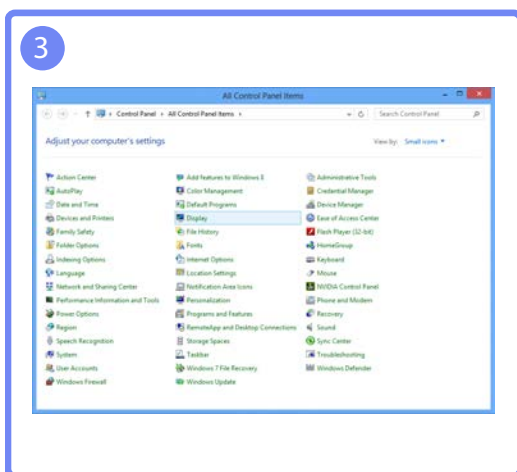 3
All Control Panel Items
Control Panel All Control Panel Items Search Control Panel
Adjust your computer's settings View by: Small icons
Action Center Add features to Windows 8 Administrative Tools
AutoPlay Color Management Credential Manager
Date and Time Default Programs Device Manager
Devices and Printers Display Ease of Access Center
Family Safety File History Flash Player (32-bit)
Folder Options Fonts HomeGroup
Indexing Options Internet Options Keyboard
Language Location Settings Mouse
Network and Sharing Center Notification Area Icons NVIDIA Control Panel
Performance Information and Tools Personalization Phone and Modem
Power Options Programs and Features Recovery
Region RemoteApp and Desktop Connections Sound
Speech Recognition Storage Spaces Sync Center
System Taskbar Troubleshooting
User Accounts Windows 7 File Recovery Windows Defender
Windows Firewall Windows Update